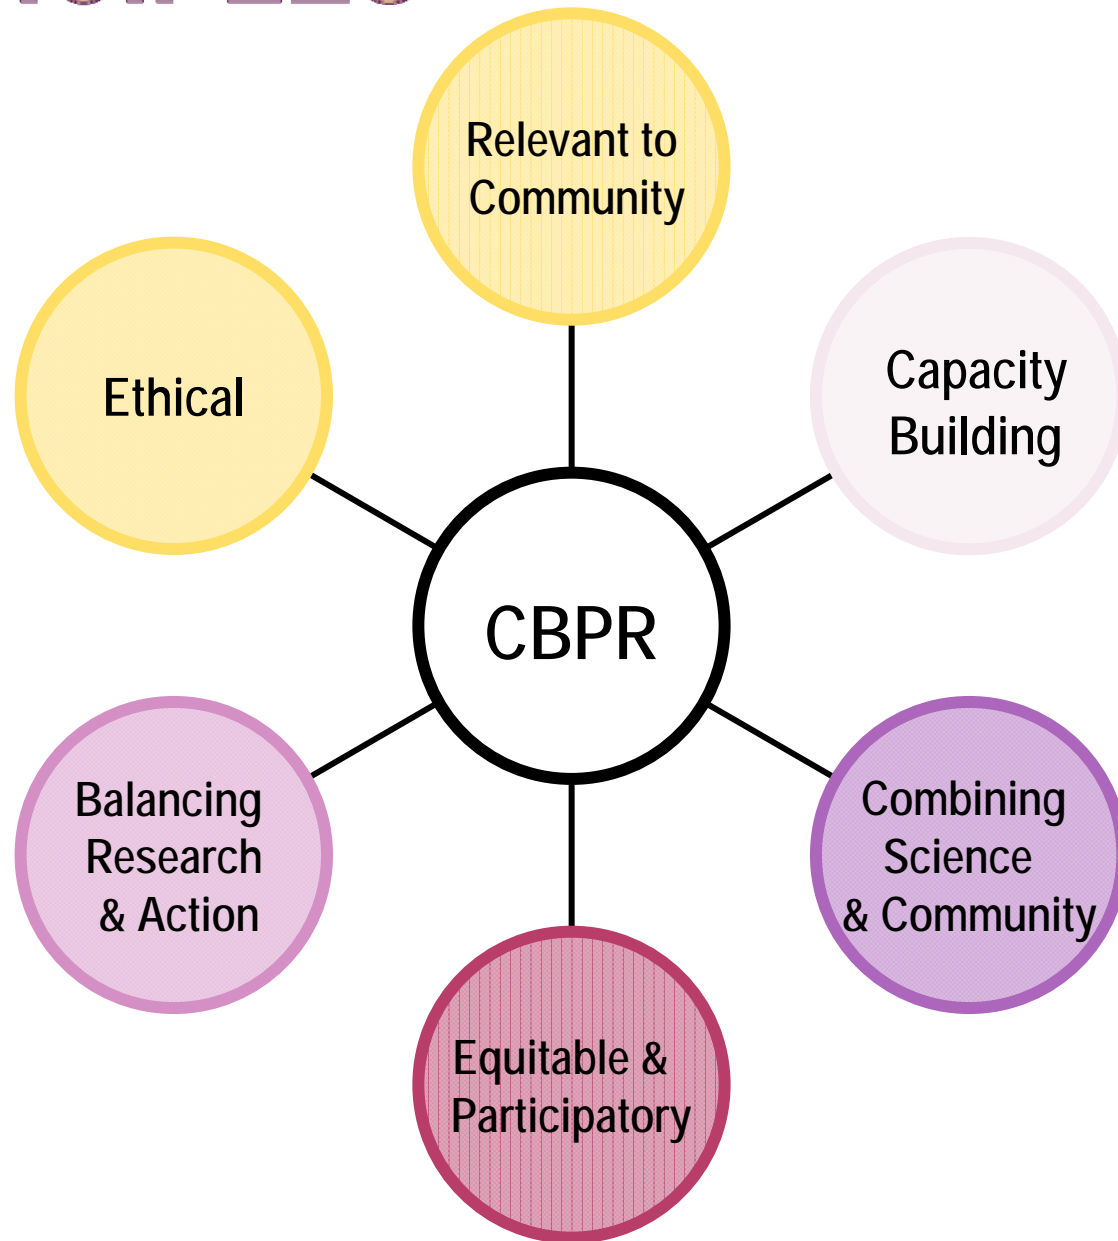 Relevant to
Community
Ethical
Capacity
Building
CBPR
Balancing
Research
& Action
Combining
Science
& Community
Equitable &
Participatory